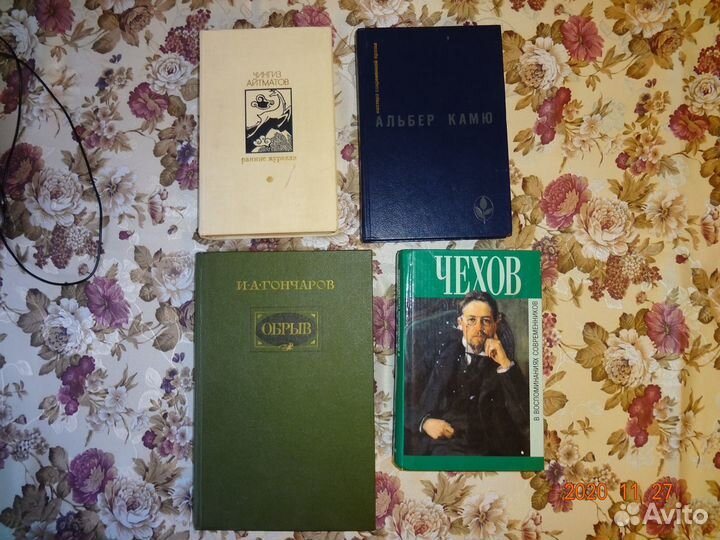 ЧИНГИЗ
АЙТМАТОВ
ранние журавли
мастера современной прозы
АЛЬБЕР КАМЮ
И·А·ГОНЧАРОВ
ОБРЫВ
ЧЕХОВ
В ВОСПОМИНАНИЯХ СОВРЕМЕННИКОВ
2020 11 27
Avito